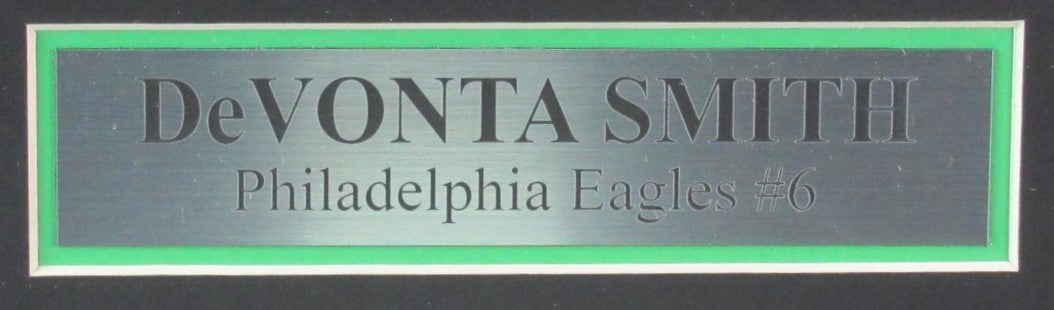 DeVONTA SMITH
Philadelphia Eagles #6